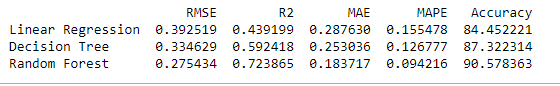 RMSE R2 MAE MAPE Accuracy
Linear Regression 0.392519 0.439199 0.287630 0.155478 84.452221
Decision Tree 0.334629 0.592418 0.253036 0.126777 87.322314
Random Forest 0.275434 0.723865 0.183717 0.094216 90.578363